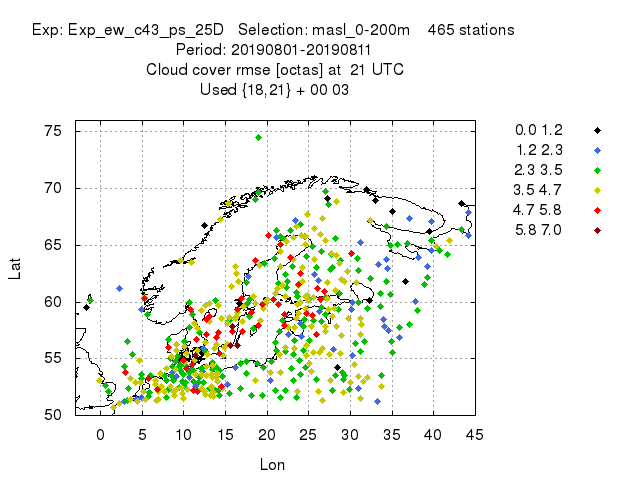 Exp: Exp_ew_c43_ps_25D   Selection: masl_0-200m    465 stations
Period: 20190801-20190811
Cloud cover rmse [octas] at  21 UTC
Used {18,21} + 00 03
0.0 1.2
1.2 2.3
2.3 3.5
3.5 4.7
4.7 5.8
5.8 7.0
75
70
65
60
55
50
Lat
0 5 10 15 20 25 30 35 40 45
Lon